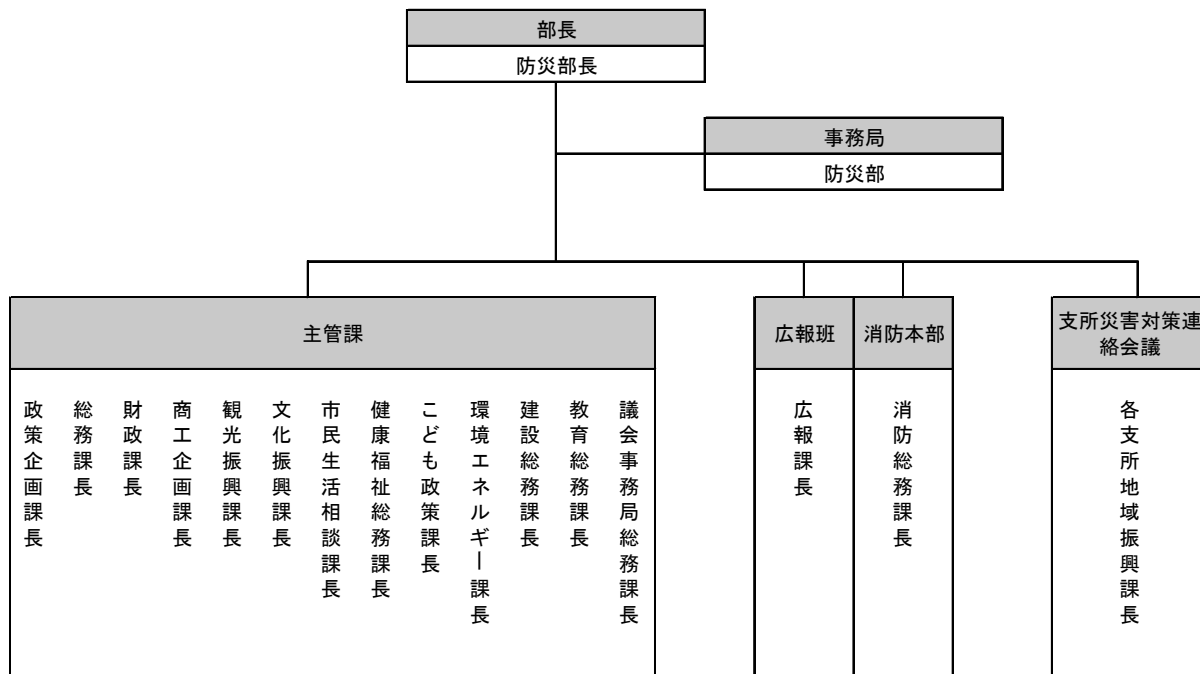 部長
防災部長
事務局
防災部
主管課
政策企画課長
総務課長
財政課長
商工企画課長
観光振興課長
文化振興課長
市民生活相談課長
健康福祉総務課長
こども政策課長
環境エネルギー課長
建設総務課長
教育総務課長
議会事務局総務課長
広報班
広報課長
消防本部
消防総務課長
支所災害対策連
絡会議
各支所地域振興課長